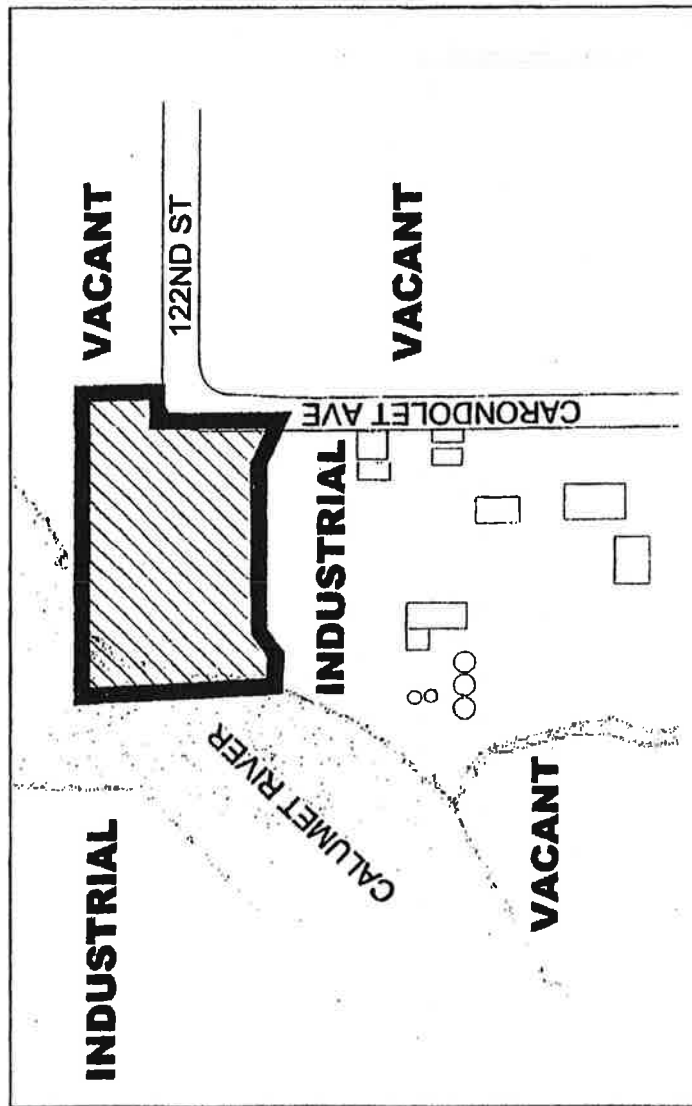 INDUSTRIAL
VACANT
122ND ST
CALUMET RIVER
INDUSTRIAL
CARONDOLET AVE
VACANT
VACANT